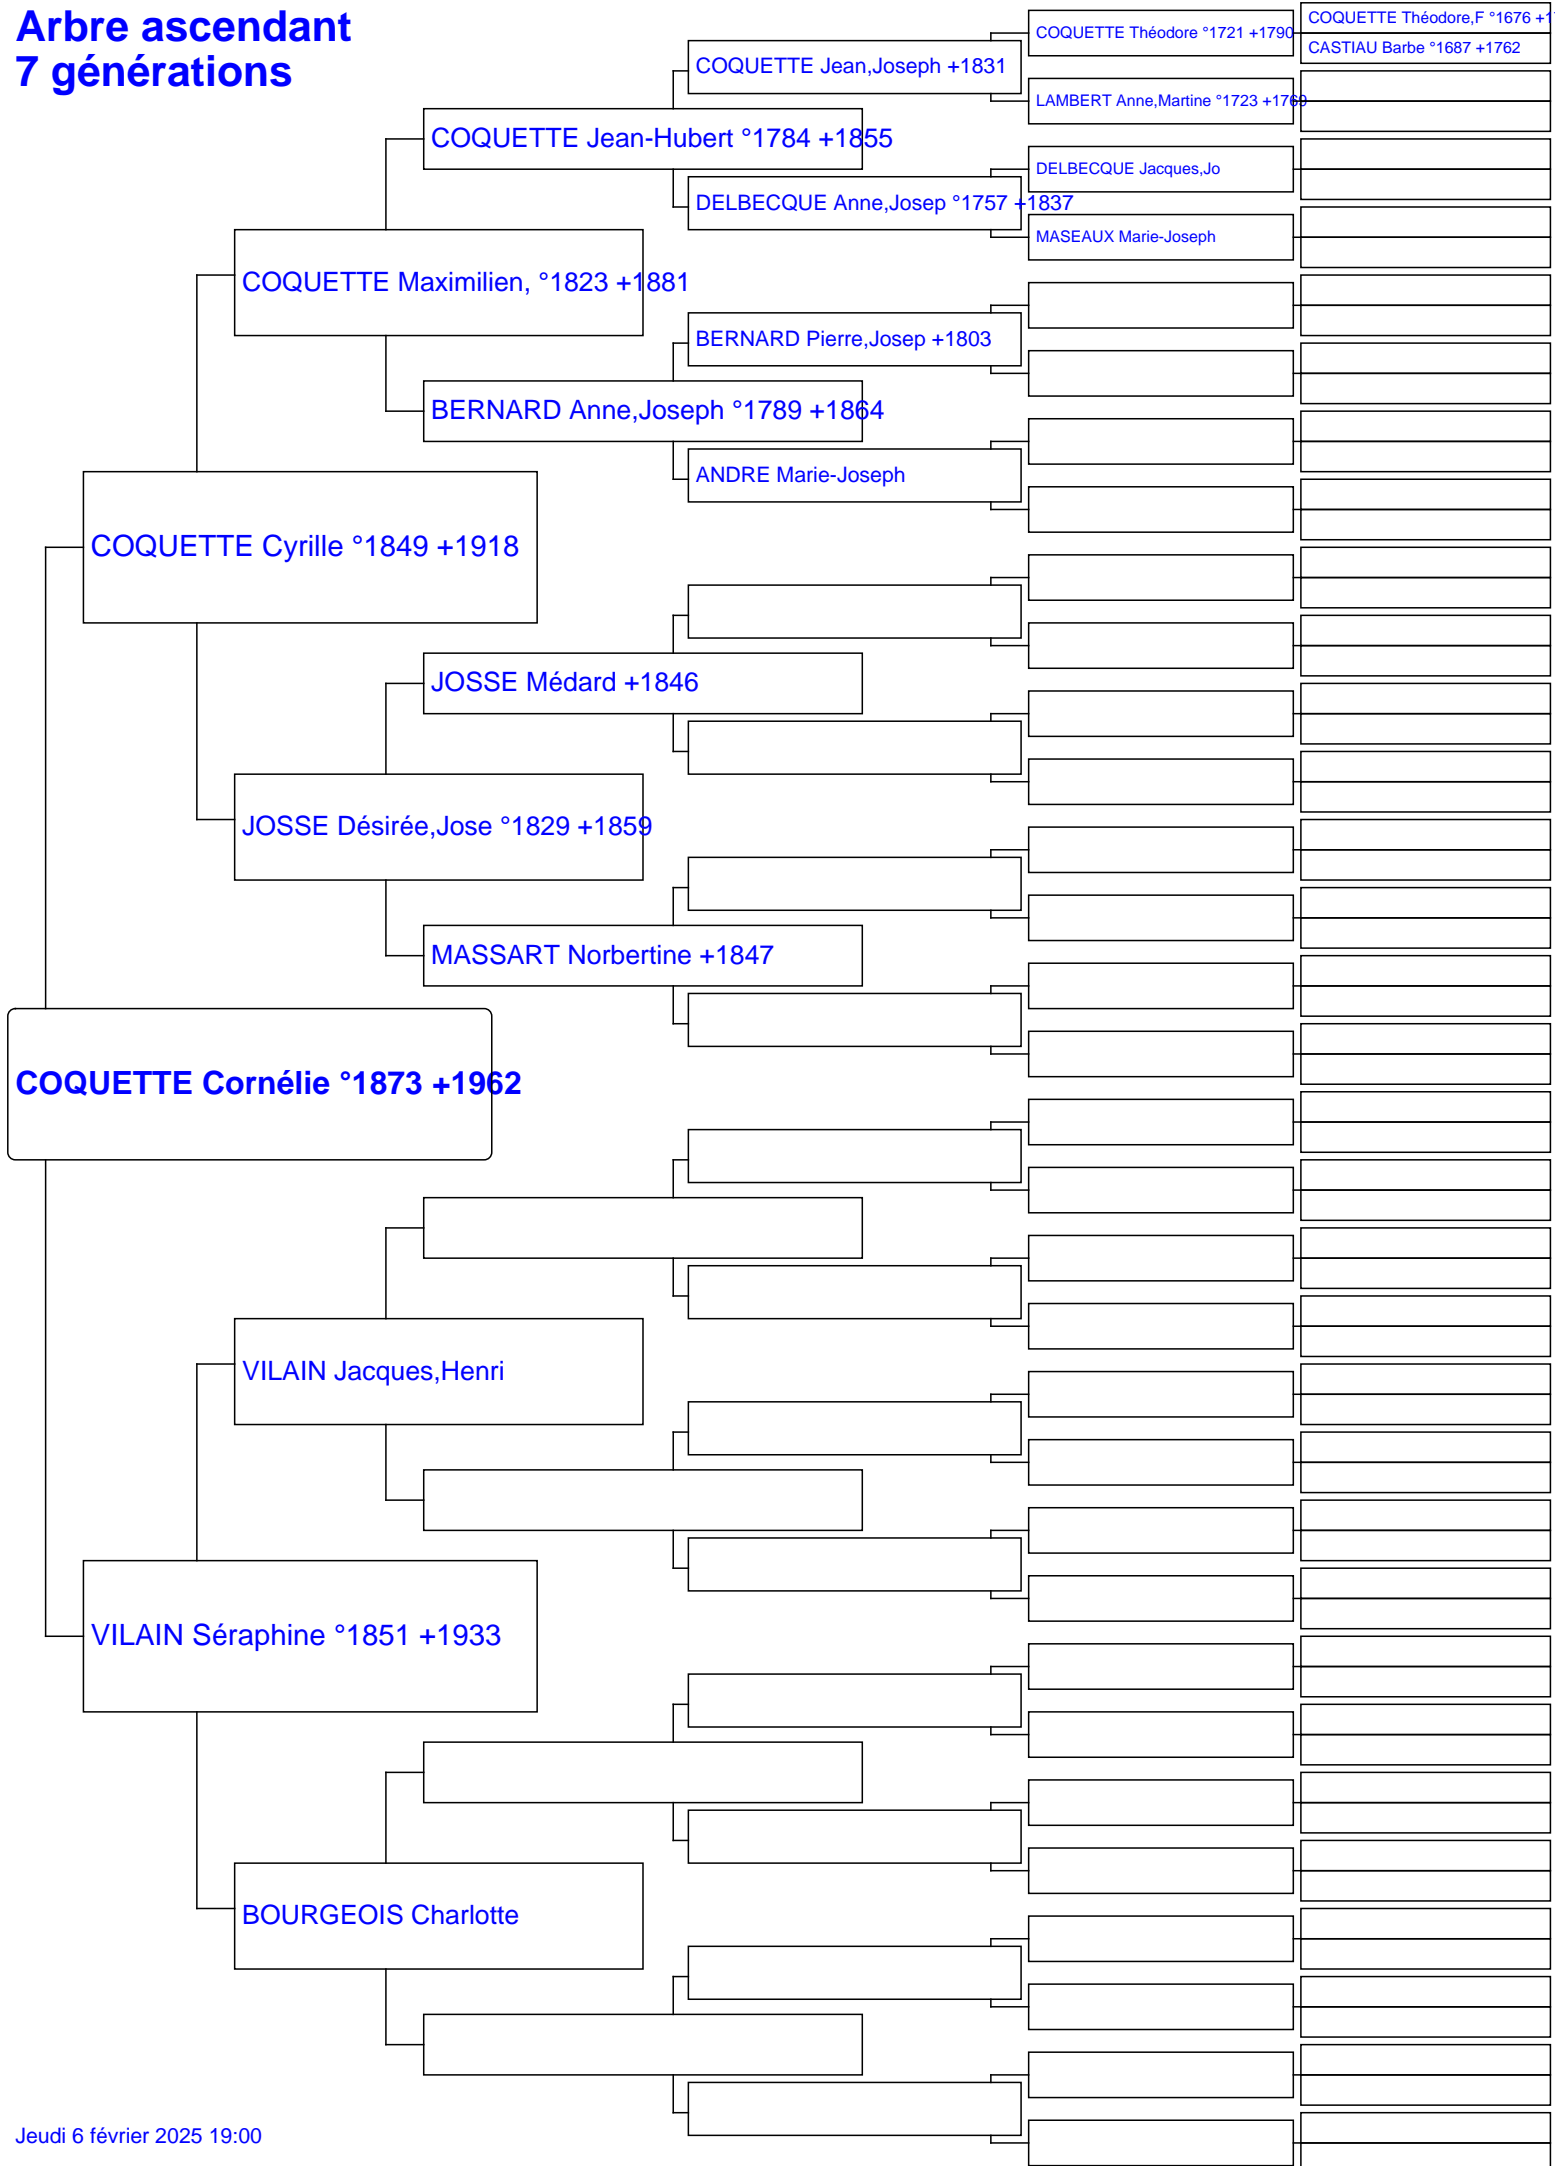 Arbre ascendant
7 générations
COQUETTE Théodore,F °1676
COQUETTE Théodore °1721 +1790
CASTIAU Barbe °1687 +1762
COQUETTE Jean,Joseph +1831
LAMBERT Anne,Martine °1723 +1769
COQUETTE Jean-Hubert °1784 +1855
DELBECQUE Jacques,Jo
DELBECQUE Anne,Josep °1757 +1837
MASEAUX Marie-Joseph
COQUETTE Maximilien, °1823 +1881
BERNARD Pierre,Josep +1803
BERNARD Anne,Joseph °1789 +1864
ANDRE Marie-Joseph
COQUETTE Cyrille °1849 +1918
JOSSE Médard +1846
JOSSE Désirée,Jose °1829 +1859
MASSART Norbertine +1847
COQUETTE Cornélie °1873 +1962
VILAIN Jacques,Henri
VILAIN Séraphine °1851 +1933
BOURGEOIS Charlotte
Jeudi 6 février 2025 19:00